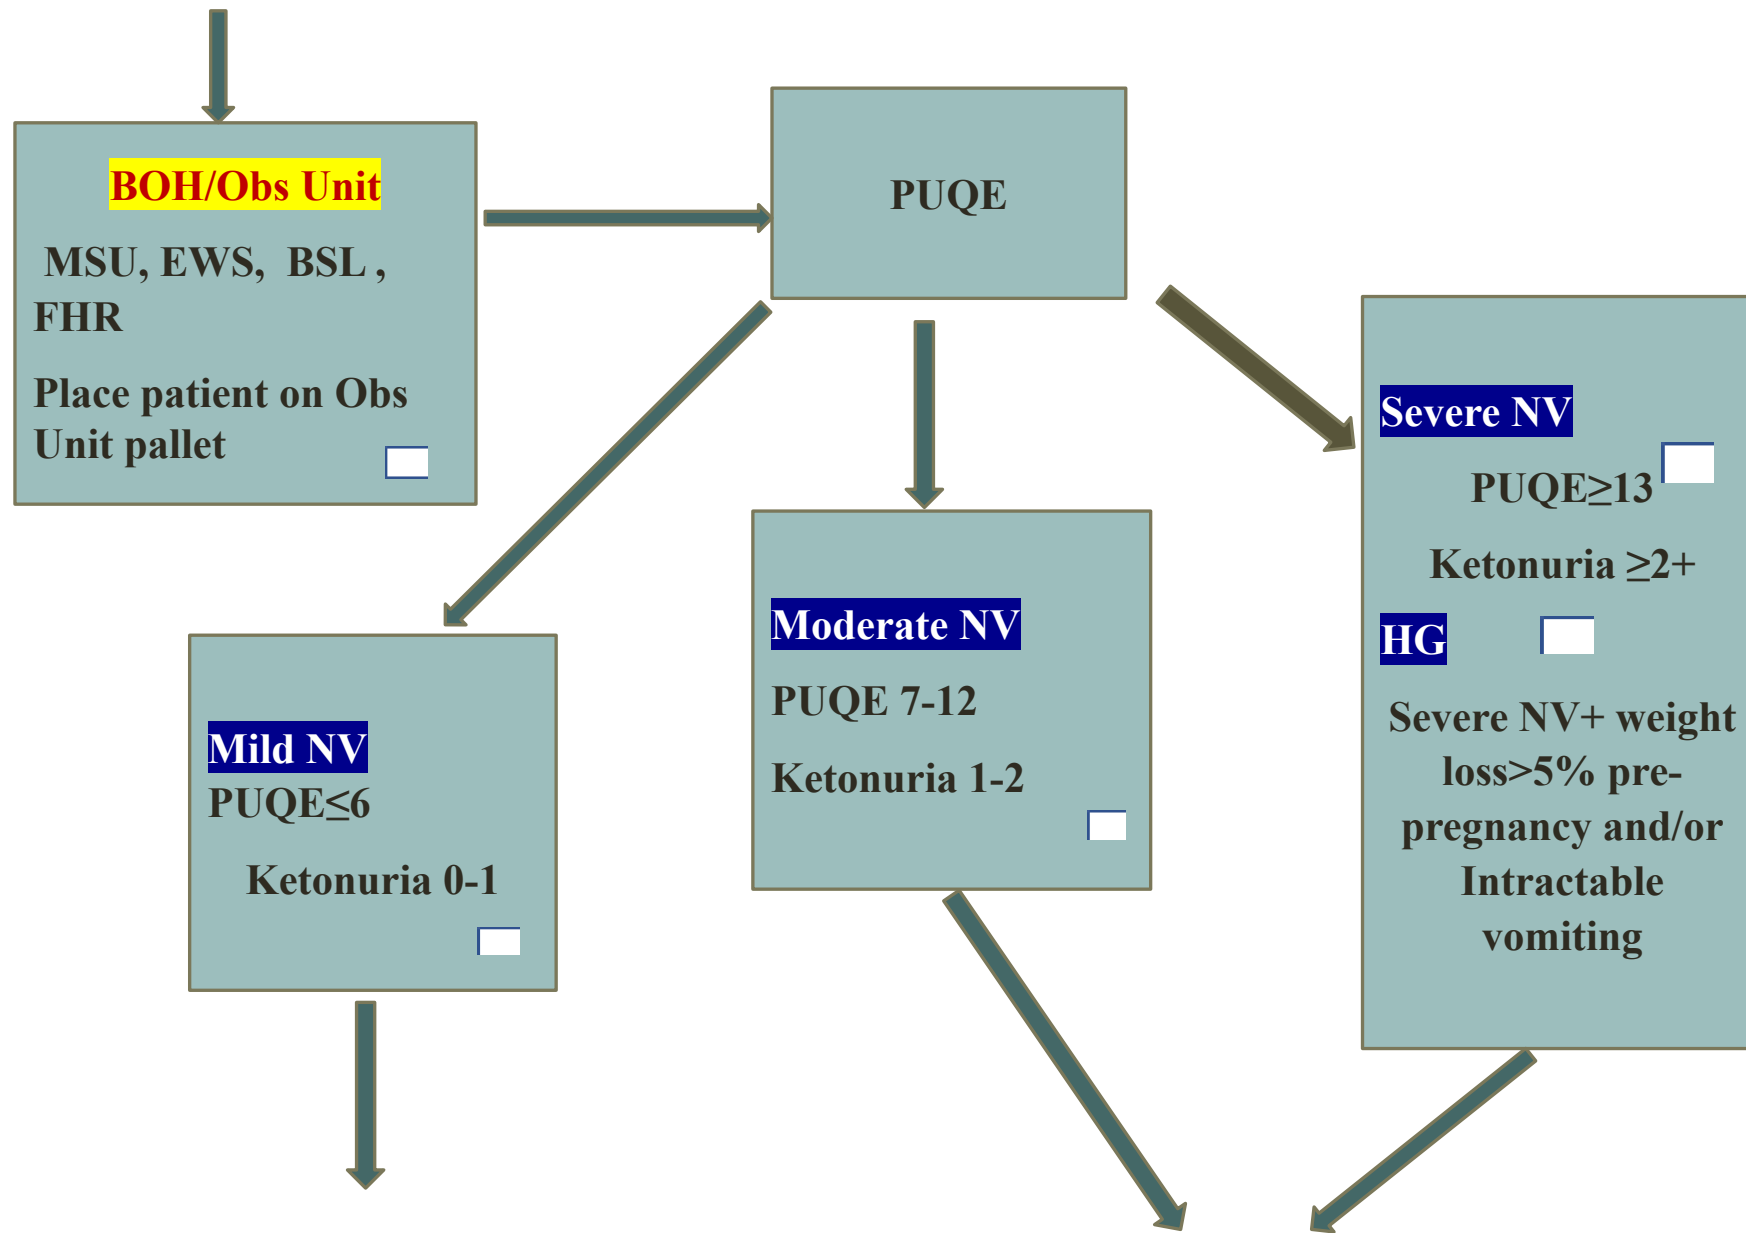 BOH/Obs Unit
MSU, EWS, BSL ,
FHR
Place patient on Obs
Unit pallet
PUQE
Mild NV
PUQE≤6
Ketonuria 0-1
Moderate NV
PUQE 7-12
Ketonuria 1-2
Severe NV
PUQE≥13
Ketonuria ≥2+
HG
Severe NV+ weight
loss>5% pre-
pregnancy and/or
Intractable
vomiting